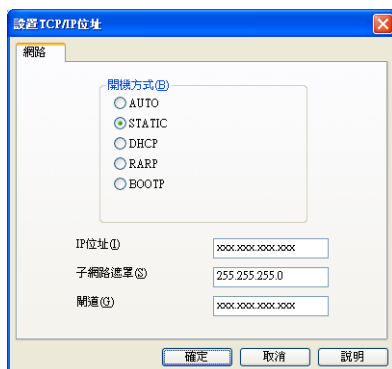 設置TCP/IP位址
網路
開機方式(B)
AUTO
STATIC
DHCP
RARP
BOOTP
IP位址(I) xxx.xxx.xxx.xxx
子網路遮罩(S) 255.255.255.0
閘道(G) xxx.xxx.xxx.xxx
確定 取消 說明